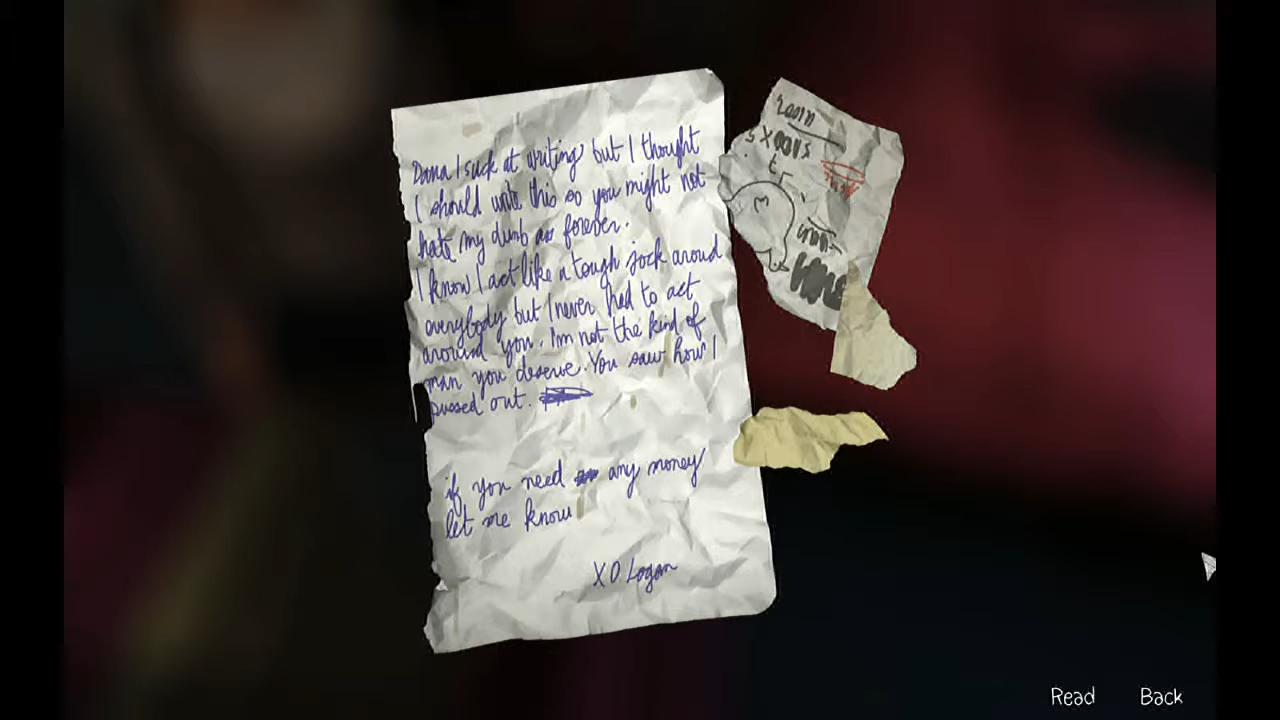 Dana I suck at writing but I thought
I should write this so you might not
hate my dumb ass forever.
I know I act like a tough jock aroud
everybody but I never had to act
around you. I'm not the kind of
man you deserve. You saw how I
pussed out.
if you need any money
let me know
XO Logan
Read Back